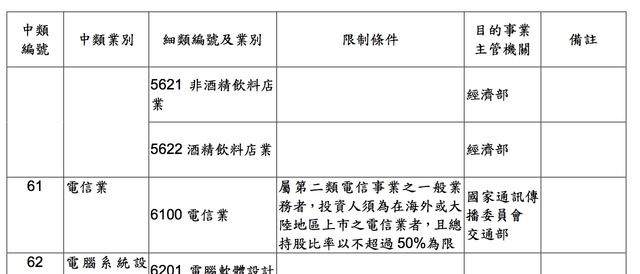 中類
編號
中類業別
細類編號及業別
限制條件
目的事業
主管機關
備註
5621 非酒精飲料店
業
經濟部
5622 酒精飲料店業
經濟部
61
電信業
6100 電信業
屬第二類電信事業之一般業
務者，投資人須為在海外或大
陸地區上市之電信業者，且總
持股比率以不超過 50%為限
國家通訊傳
播委員會
交通部
62
電腦系統設
6201 電腦軟體設計